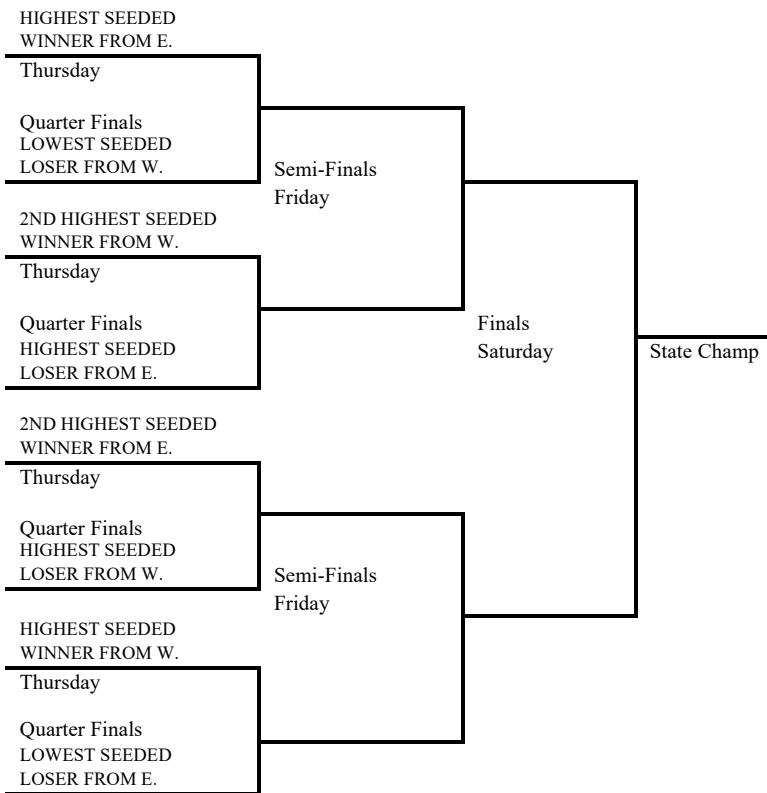 HIGHEST SEEDED
WINNER FROM E.
Thursday
Quarter Finals
LOWEST SEEDED
LOSER FROM W.
Semi-Finals
Friday
2ND HIGHEST SEEDED
WINNER FROM W.
Thursday
Quarter Finals
HIGHEST SEEDED
LOSER FROM E.
Finals
Saturday
State Champ
2ND HIGHEST SEEDED
WINNER FROM E.
Thursday
Quarter Finals
HIGHEST SEEDED
LOSER FROM W.
Semi-Finals
Friday
HIGHEST SEEDED
WINNER FROM W.
Thursday
Quarter Finals
LOWEST SEEDED
LOSER FROM E.